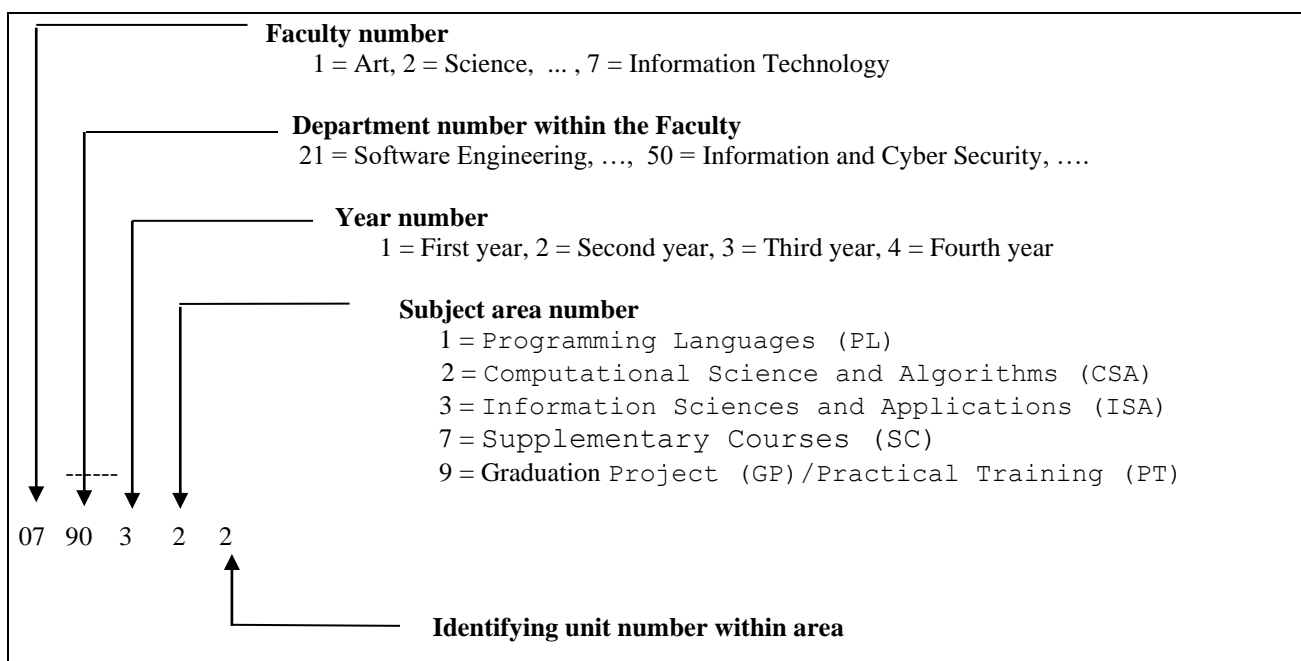 Faculty number
1 = Art, 2 = Science, ... , 7 = Information Technology
Department number within the Faculty
21 = Software Engineering, …, 50 = Information and Cyber Security, ….
Year number
1 = First year, 2 = Second year, 3 = Third year, 4 = Fourth year
Subject area number
1 = Programming Languages (PL)
2 = Computational Science and Algorithms (CSA)
3 = Information Sciences and Applications (ISA)
7 = Supplementary Courses (SC)
9 = Graduation Project (GP)/Practical Training (PT)
07 90 3 2 2
Identifying unit number within area